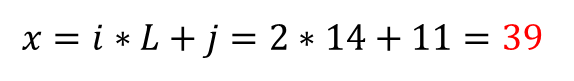 x = i * L + j = 2 * 14 + 11 = 39